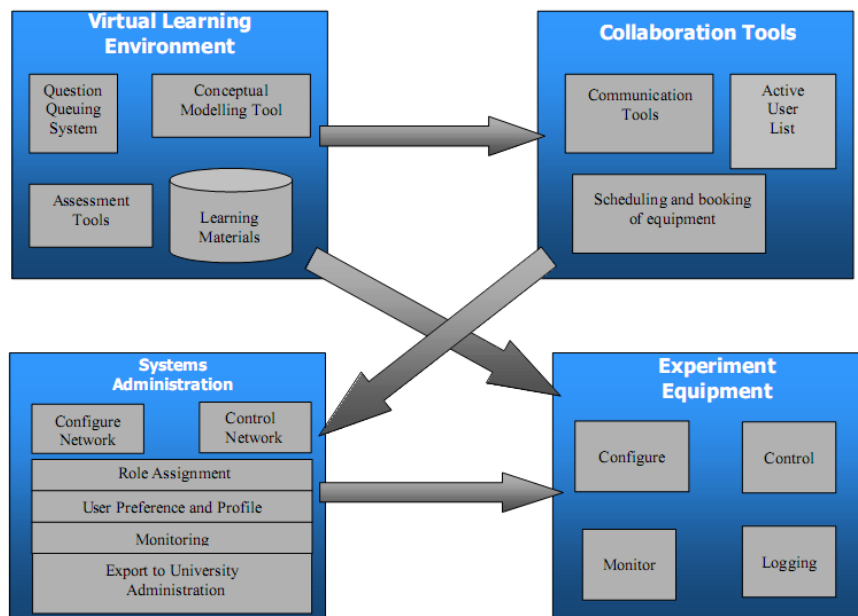 Virtual Learning
Environment
Question
Queuing
System
Conceptual
Modelling Tool
Assessment
Tools
Learning
Materials
Collaboration Tools
Communication
Tools
Active
User
List
Scheduling and booking
of equipment
Systems
Administration
Configure
Network
Control
Network
Role Assignment
User Preference and Profile
Monitoring
Export to University
Administration
Experiment
Equipment
Configure
Control
Monitor
Logging